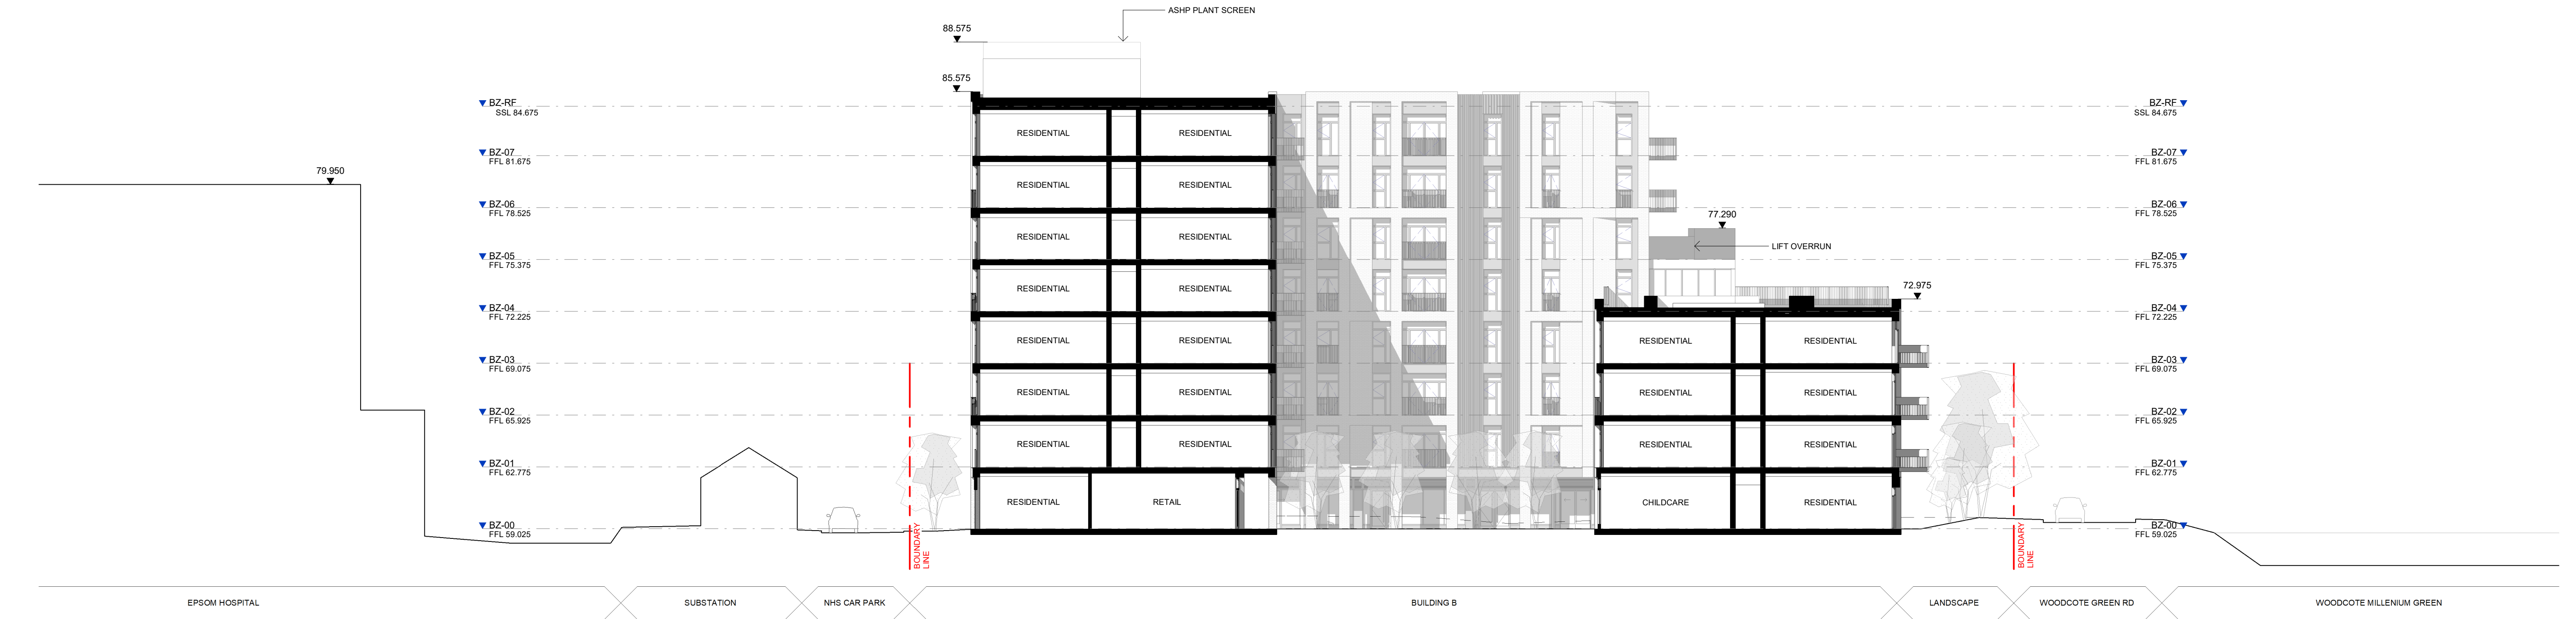 ASHP PLANT SCREEN
88.575
85.575
BZ-RF
SSL 84.675
BZ-RF
SSL 84.675
RESIDENTIAL
RESIDENTIAL
BZ-07
FFL 81.675
BZ-07
FFL 81.675
79.950
RESIDENTIAL
RESIDENTIAL
BZ-06
FFL 78.525
BZ-06
FFL 78.525
77.290
RESIDENTIAL
RESIDENTIAL
LIFT OVERRUN
BZ-05
FFL 75.375
BZ-05
FFL 75.375
RESIDENTIAL
RESIDENTIAL
72.975
BZ-04
FFL 72.225
BZ-04
FFL 72.225
RESIDENTIAL
RESIDENTIAL
RESIDENTIAL
RESIDENTIAL
BZ-03
FFL 69.075
BZ-03
FFL 69.075
RESIDENTIAL
RESIDENTIAL
RESIDENTIAL
RESIDENTIAL
BZ-02
FFL 65.925
BZ-02
FFL 65.925
RESIDENTIAL
RESIDENTIAL
RESIDENTIAL
RESIDENTIAL
BZ-01
FFL 62.775
BZ-01
FFL 62.775
RESIDENTIAL
RETAIL
CHILDCARE
RESIDENTIAL
BZ-00
FFL 59.025
BZ-00
FFL 59.025
BOUNDARY
LINE
BOUNDARY
LINE
EPSOM HOSPITAL
SUBSTATION
NHS CAR PARK
BUILDING B
LANDSCAPE
WOODCOTE GREEN RD
WOODCOTE MILLENIUM GREEN